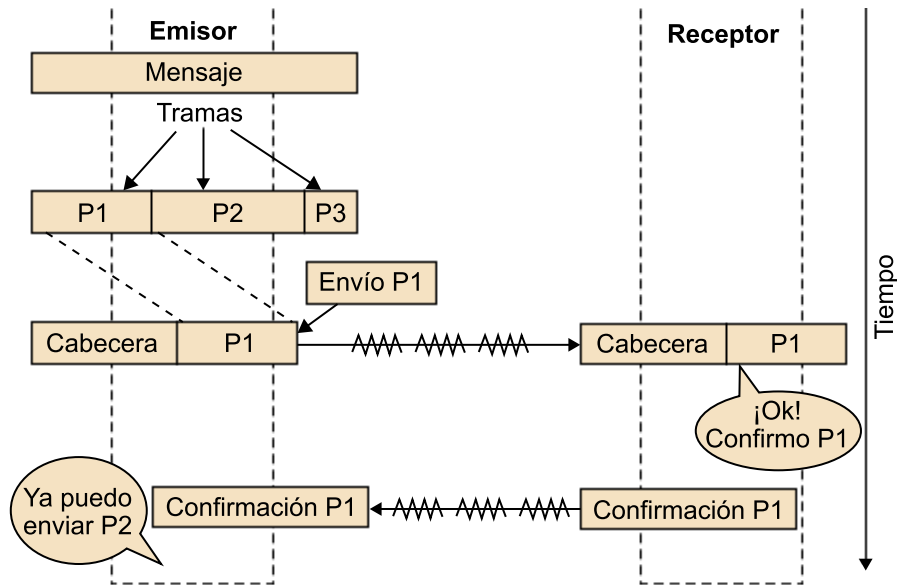 Emisor
Receptor
Mensaje
Tramas
P1
P2
P3
Envío P1
Cabecera
P1
Cabecera
P1
Tiempo
¡Ok!
Confirmo P1
Ya puedo
enviar P2
Confirmación P1
Confirmación P1